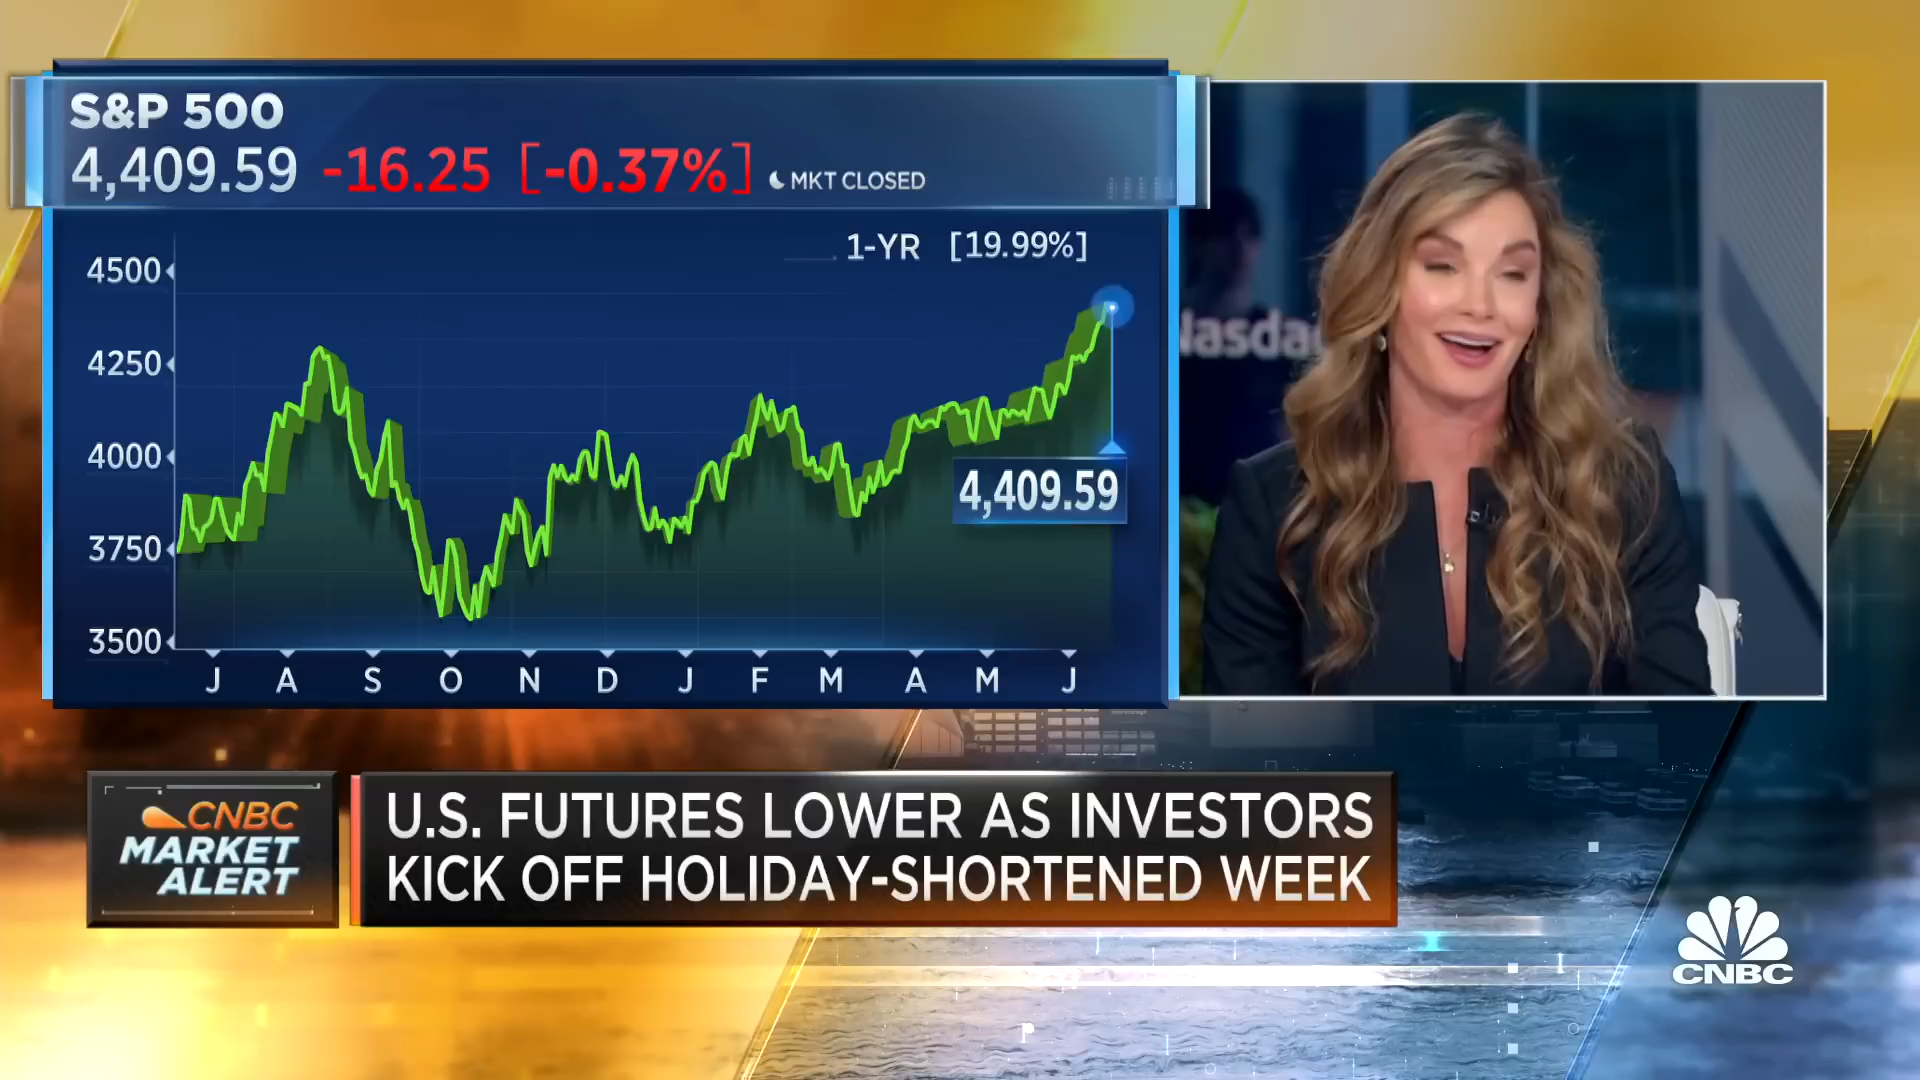 S&P 500
4,409.59 -16.25 [-0.37%] MKT CLOSED
1-YR [19.99%]
4500
4250
4000
3750
3500
4,409.59
J A S O N D J F M A M J
Nasda
CNBC
MARKET
ALERT
U.S. FUTURES LOWER AS INVESTORS
KICK OFF HOLIDAY-SHORTENED WEEK
CNBC